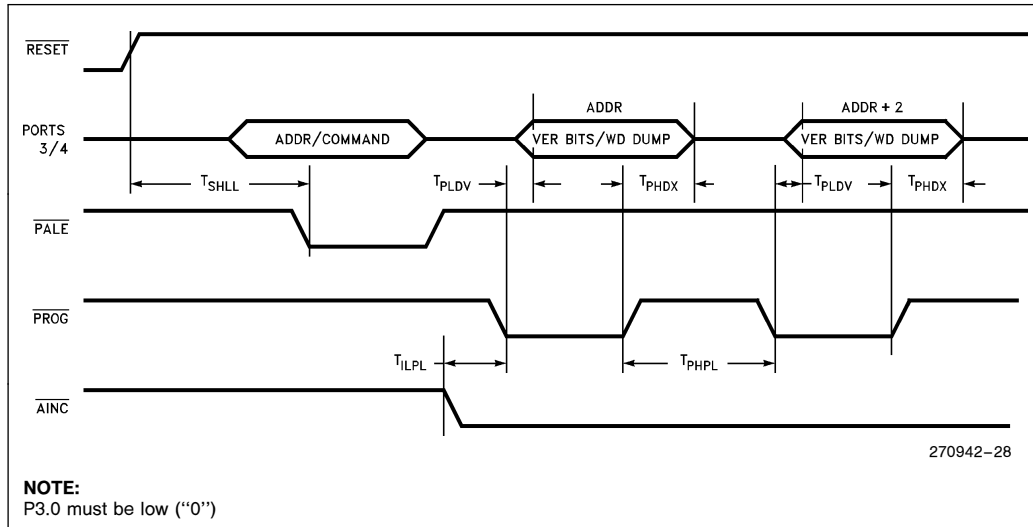 RESET
PORTS
3/4
ADDR/COMMAND
ADDR
VER BITS/WD DUMP
ADDR + 2
VER BITS/WD DUMP
TSHLL
TPLDV
TPHDX
TPLDV
TPHDX
PALE
PROG
TILPL
TPHPL
AINC
270942–28
NOTE:
P3.0 must be low (‘‘0’’)